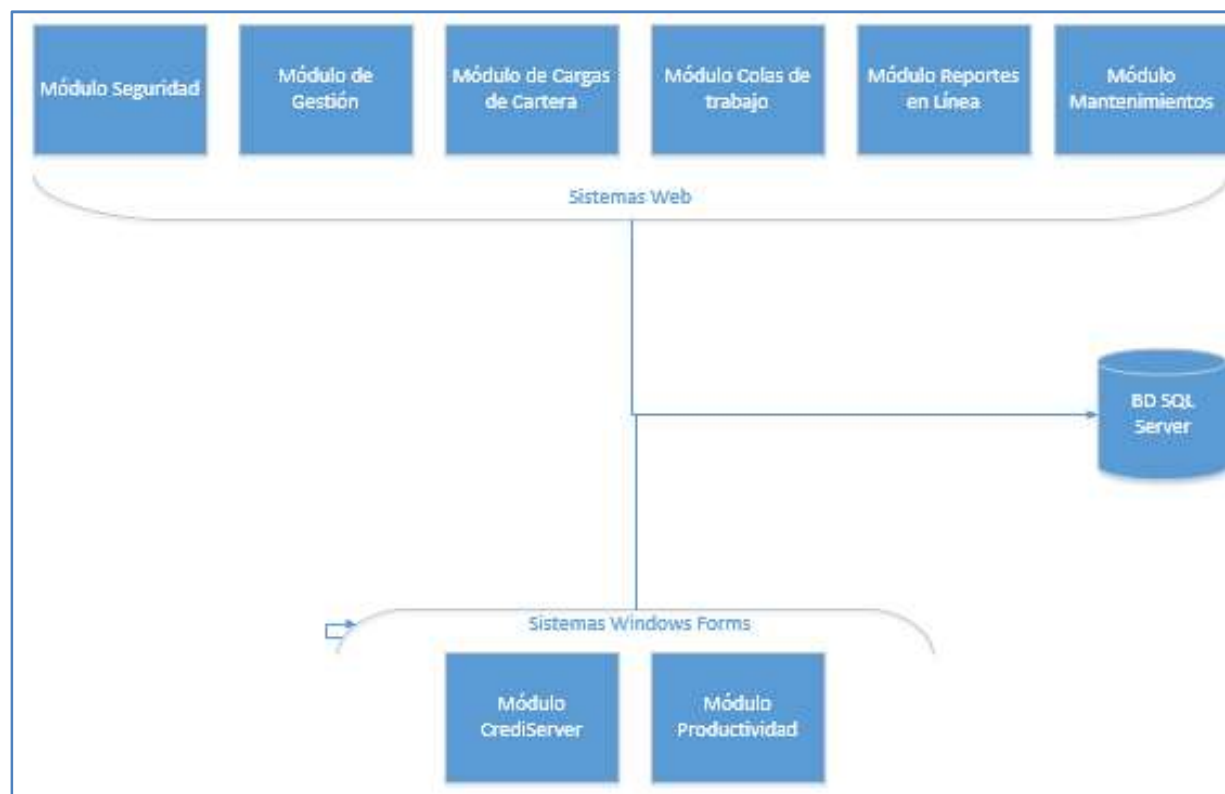 Módulo Seguridad
Módulo de
Gestión
Módulo de Cargas
de Cartera
Módulo Colas de
trabajo
Módulo Reportes
en Línea
Módulo
Mantenimientos
Sistemas Web
BD SQL
Server
Sistemas Windows Forms
Módulo
CrediServer
Módulo
Productividad